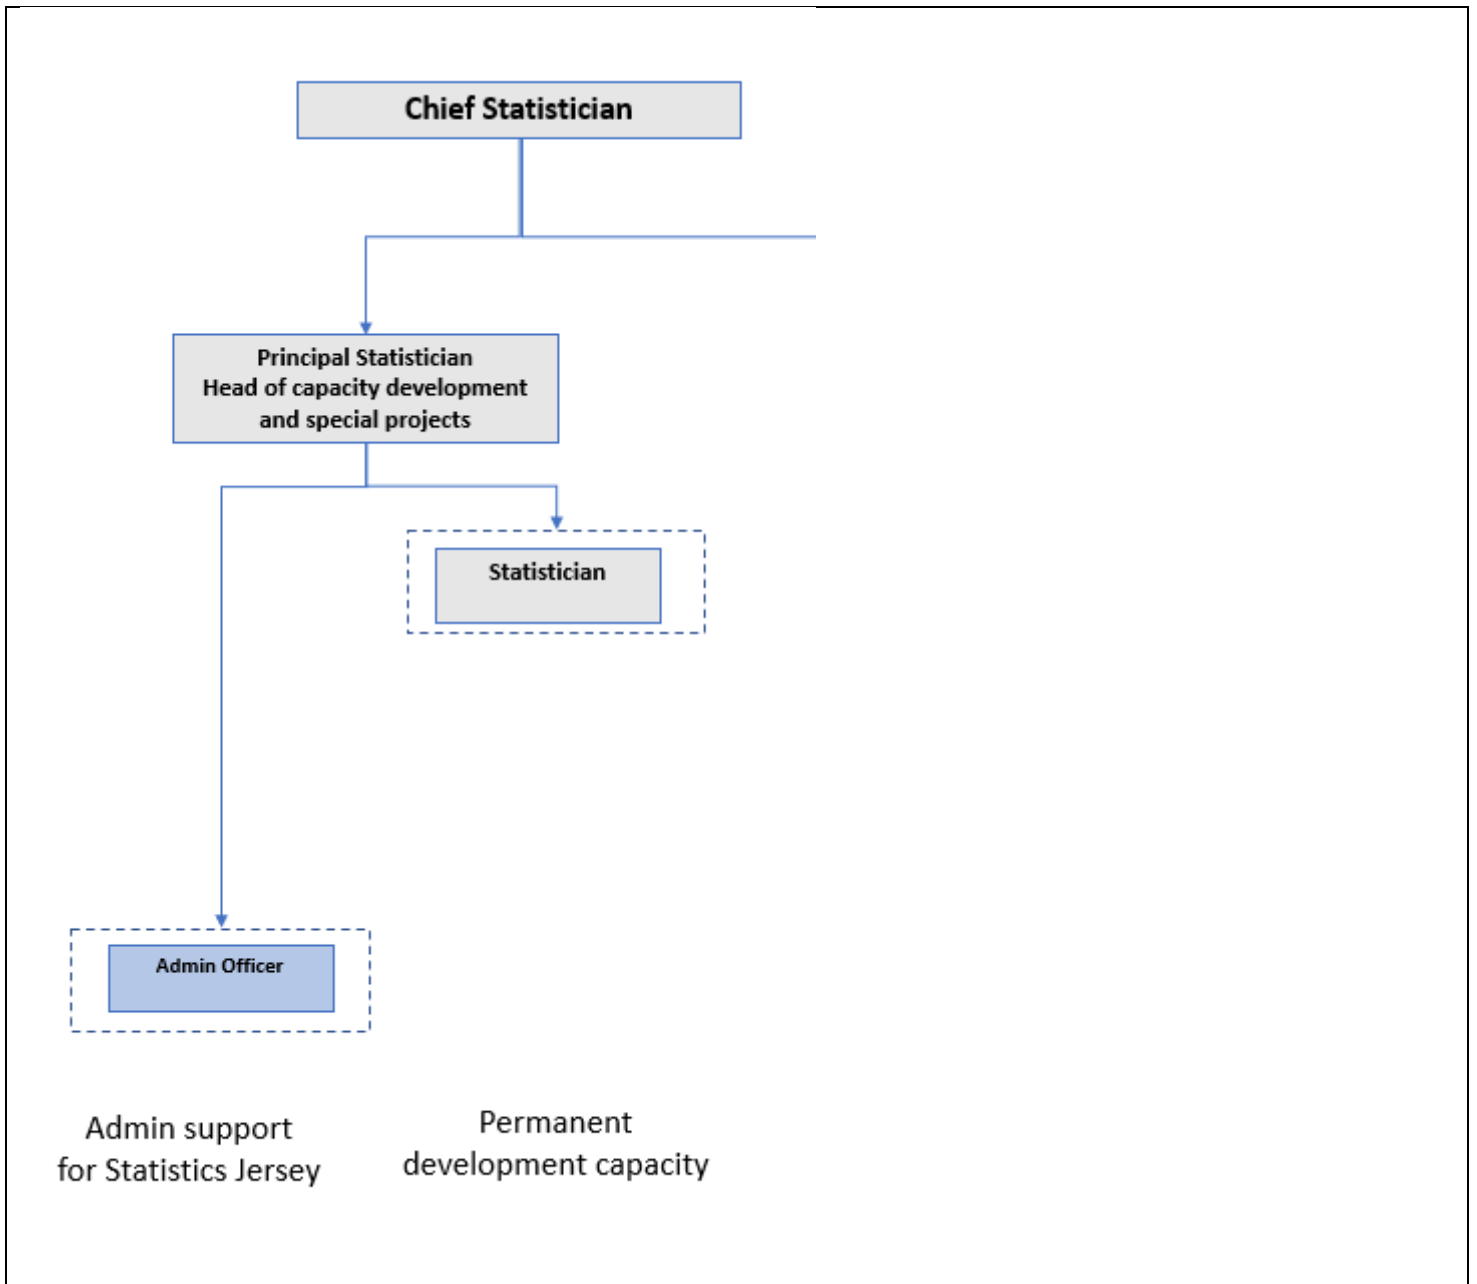 Chief Statistician
Principal Statistician
Head of capacity development
and special projects
Statistician
Admin Officer
Admin support
for Statistics Jersey
Permanent
development capacity